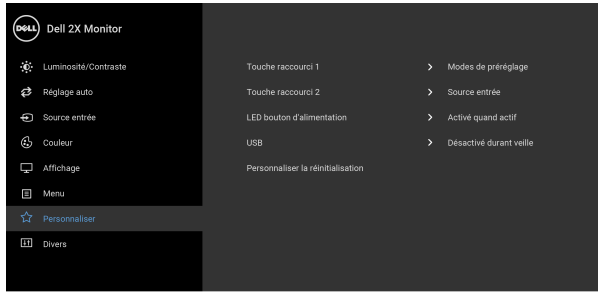 DELL
Dell 2X Monitor
Luminosité/Contraste
Touche raccourci 1
Modes de préréglage
Réglage auto
Touche raccourci 2
Source entrée
Source entrée
LED bouton d'alimentation
Activé quand actif
Couleur
USB
Désactivé durant veille
Affichage
Personnaliser la réinitialisation
Menu
Personnaliser
Divers